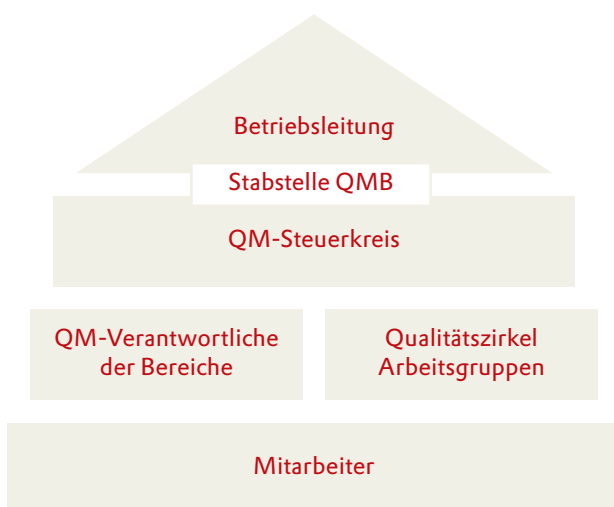 Betriebsleitung
Stabstelle QMB
QM-Steuerkreis
QM-Verantwortliche
der Bereiche
Qualitätszirkel
Arbeitsgruppen
Mitarbeiter